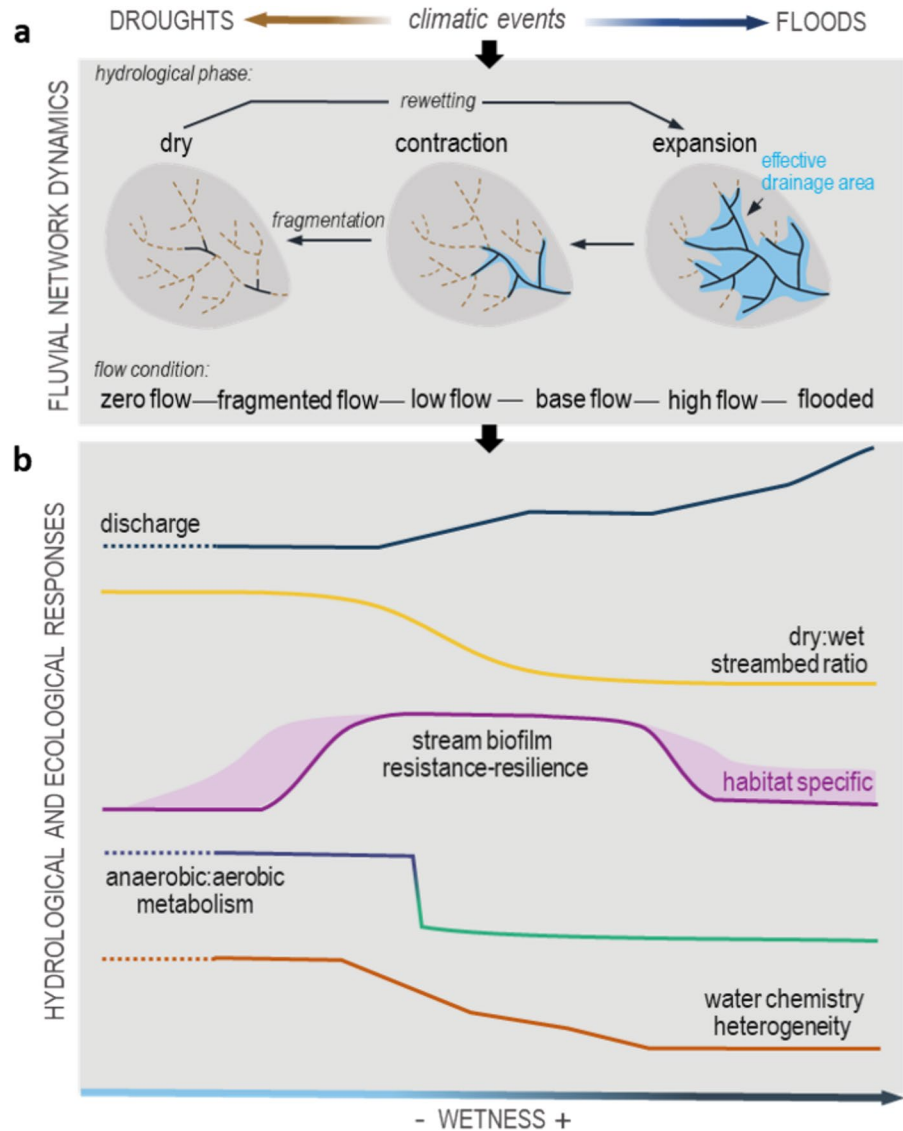 DROUGHTS climatic events FLOODS
a
FLUVIAL NETWORK DYNAMICS
hydrological phase:
rewetting
dry contraction expansion
effective
drainage area
fragmentation
flow condition:
zero flow—fragmented flow— low flow — base flow— high flow — flooded
b
HYDROLOGICAL AND ECOLOGICAL RESPONSES
discharge
dry:wet
streambed ratio
stream biofilm
resistance-resilience
habitat specific
anaerobic:aerobic
metabolism
water chemistry
heterogeneity
- WETNESS +